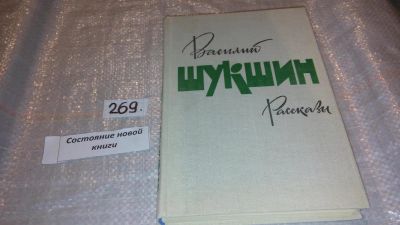 269.
Состояние новой
книги
Василий
ШУКШИН
Рассказы